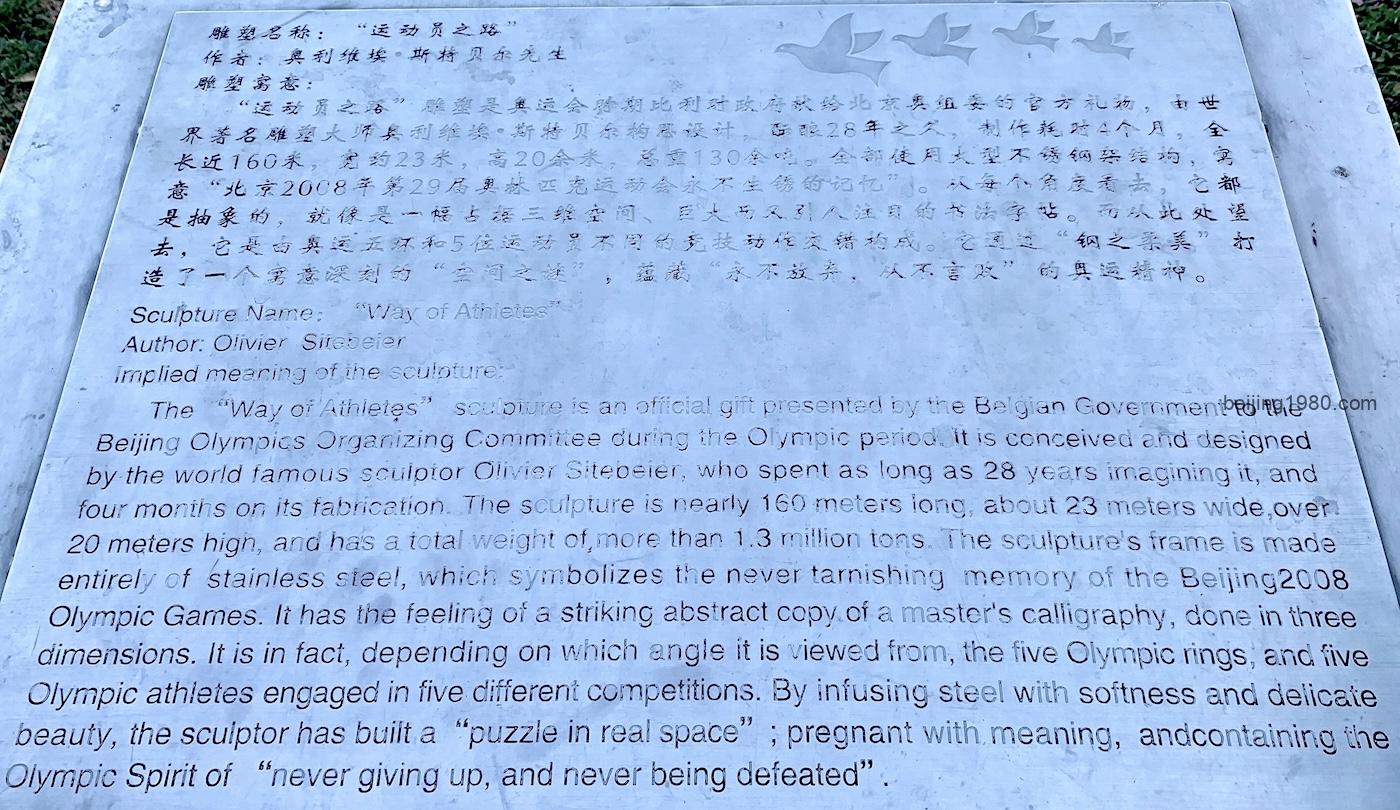 雕塑名称：“运动员之路”
作者：奥利维埃·斯特贝尔先生
雕塑寓意：
“运动员之路”雕塑是奥运会时期比利时政府献给北京奥组委的官方礼物，由世
界著名雕塑大师奥利维埃·斯特贝尔构思设计，酝酿28年之久，制作耗时4个月，全
长近160米，宽约23米，高20余米，总重130余吨。全部使用大型不锈钢架结构，寓
意“北京2008年第29届奥林匹克运动会永不生锈的记忆”。从每个角度看去，它都
是抽象的，就像是一幅占据三维空间、巨大而又引人注目的书法字帖。而从此处望
去，它是由奥运五环和5位运动员不同的竞技动作交错构成。它通过“钢之柔美”打
造了一个寓意深刻的“空间之谜”，蕴藏“永不放弃，从不言败”的奥运精神。
Sculpture Name: “Way of Athletes”
Author: Olivier Sitebeier
Implied meaning of the sculpture:
The “Way of Athletes” sculpture is an official gift presented by the Belgian Government to the
beijing1980.com
Beijing Olympics Organizing Committee during the Olympic period. It is conceived and designed
by the world famous sculptor Olivier Sitebeier, who spent as long as 28 years imagining it, and
four months on its fabrication. The sculpture is nearly 160 meters long, about 23 meters wide,over
20 meters high, and has a total weight of more than 1.3 million tons. The sculpture's frame is made
entirely of stainless steel, which symbolizes the never tarnishing memory of the Beijing2008
Olympic Games. It has the feeling of a striking abstract copy of a master's calligraphy, done in three
dimensions. It is in fact, depending on which angle it is viewed from, the five Olympic rings, and five
Olympic athletes engaged in five different competitions. By infusing steel with softness and delicate
beauty, the sculptor has built a “puzzle in real space” ; pregnant with meaning, andcontaining the
Olympic Spirit of “never giving up, and never being defeated” .